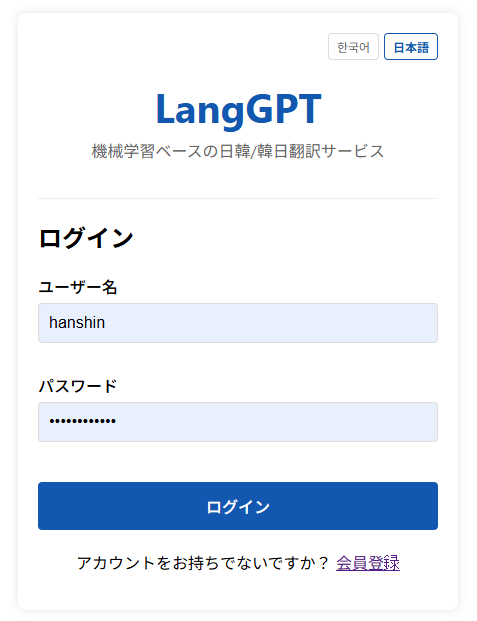 한국어 日本語
LangGPT
機械学習ベースの日韓/韓日翻訳サービス
ログイン
ユーザー名
hanshin
パスワード
••••••••••••
ログイン
アカウントをお持ちでないですか？ 会員登録